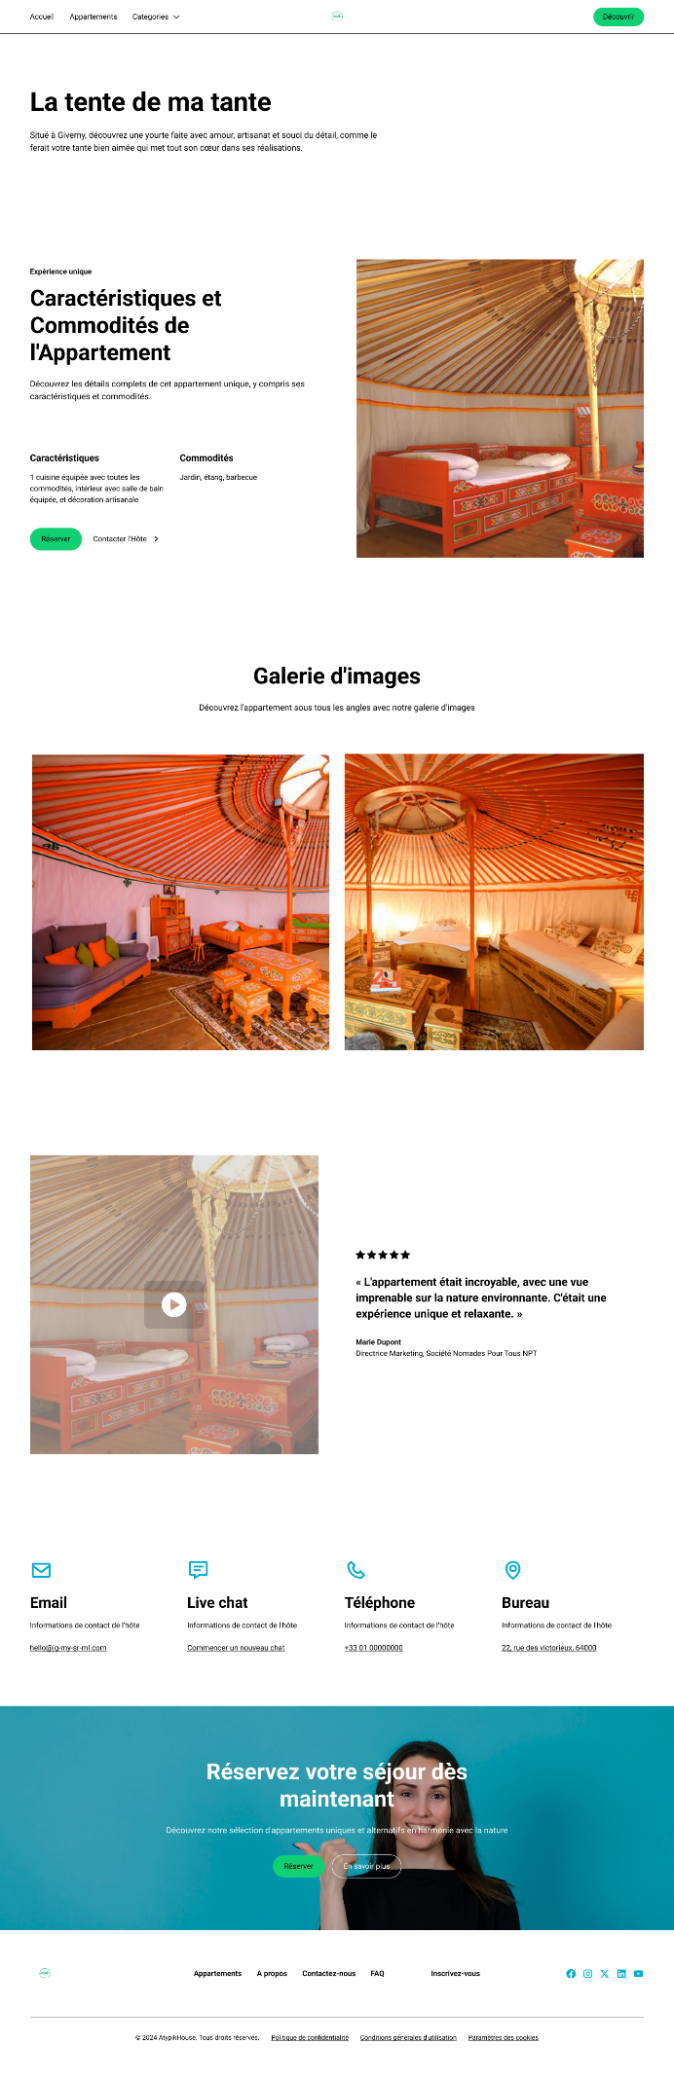 Accueil
Appartements
Categories
Découvrir
La tente de ma tante
Situé à Giverny, découvrez une yourte faite avec amour, artisanat et souci du détail, comme le
ferait votre tante bien aimée qui met tout son cœur dans ses réalisations.
Expérience unique
Caractéristiques et
Commodités de
l'Appartement
Découvrez les détails complets de cet appartement unique, y compris ses
caractéristiques et commodités.
Caractéristiques
1 cuisine équipée avec toutes les
commodités, intérieur avec salle de bain
équipée, et décoration artisanale
Commodités
Jardin, étang, barbecue
Réserver
Contacter l'Hôte
Galerie d'images
Découvrez l'appartement sous tous les angles avec notre galerie d'images
« L'appartement était incroyable, avec une vue
imprenable sur la nature environnante. C'était une
expérience unique et relaxante. »
Marie Dupont
Directrice Marketing, Société Nomades Pour Tous NPT
Email
Informations de contact de l'hôte
hello@ig-my-sr-ml.com
Live chat
Informations de contact de l'hôte
Commencer un nouveau chat
Téléphone
Informations de contact de l'hôte
+33 01 00000000
Bureau
Informations de contact de l'hôte
22, rue des victorieux, 64000
Réservez votre séjour dès
maintenant
Découvrez notre sélection d'appartements uniques et alternatifs en harmonie avec la nature
Réserver
En savoir plus
Appartements
A propos
Contactez-nous
FAQ
Inscrivez-vous
© 2024 AtypikHouse. Tous droits réservés.
Politique de confidentialité
Conditions générales d'utilisation
Paramètres des cookies